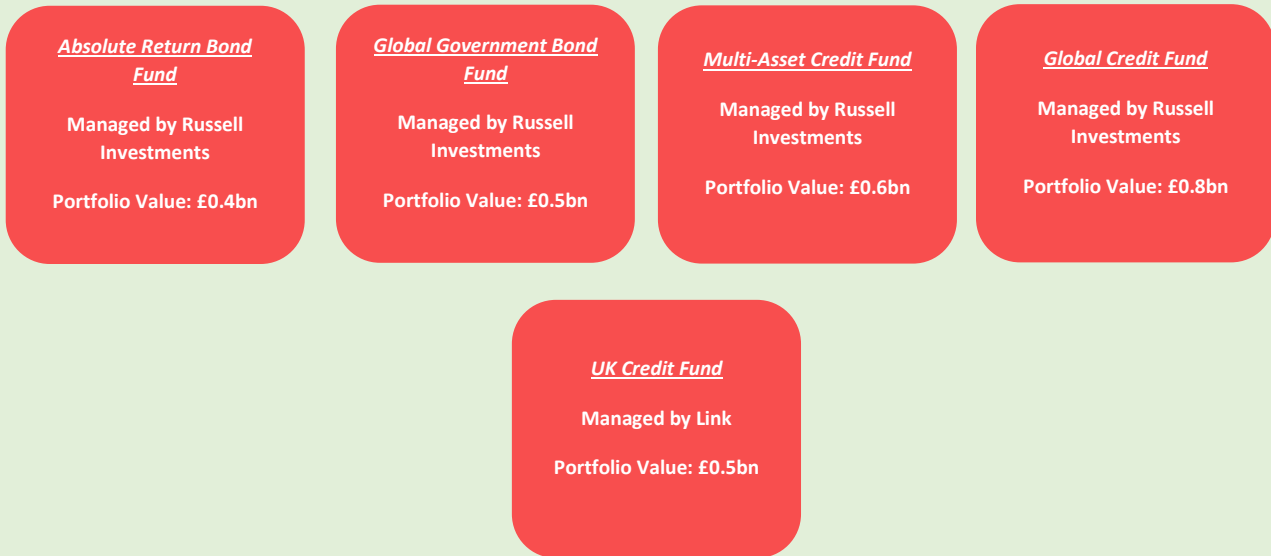 Absolute Return Bond
Fund
Managed by Russell
Investments
Portfolio Value: £0.4bn
Global Government Bond
Fund
Managed by Russell
Investments
Portfolio Value: £0.5bn
Multi-Asset Credit Fund
Managed by Russell
Investments
Portfolio Value: £0.6bn
Global Credit Fund
Managed by Russell
Investments
Portfolio Value: £0.8bn
UK Credit Fund
Managed by Link
Portfolio Value: £0.5bn